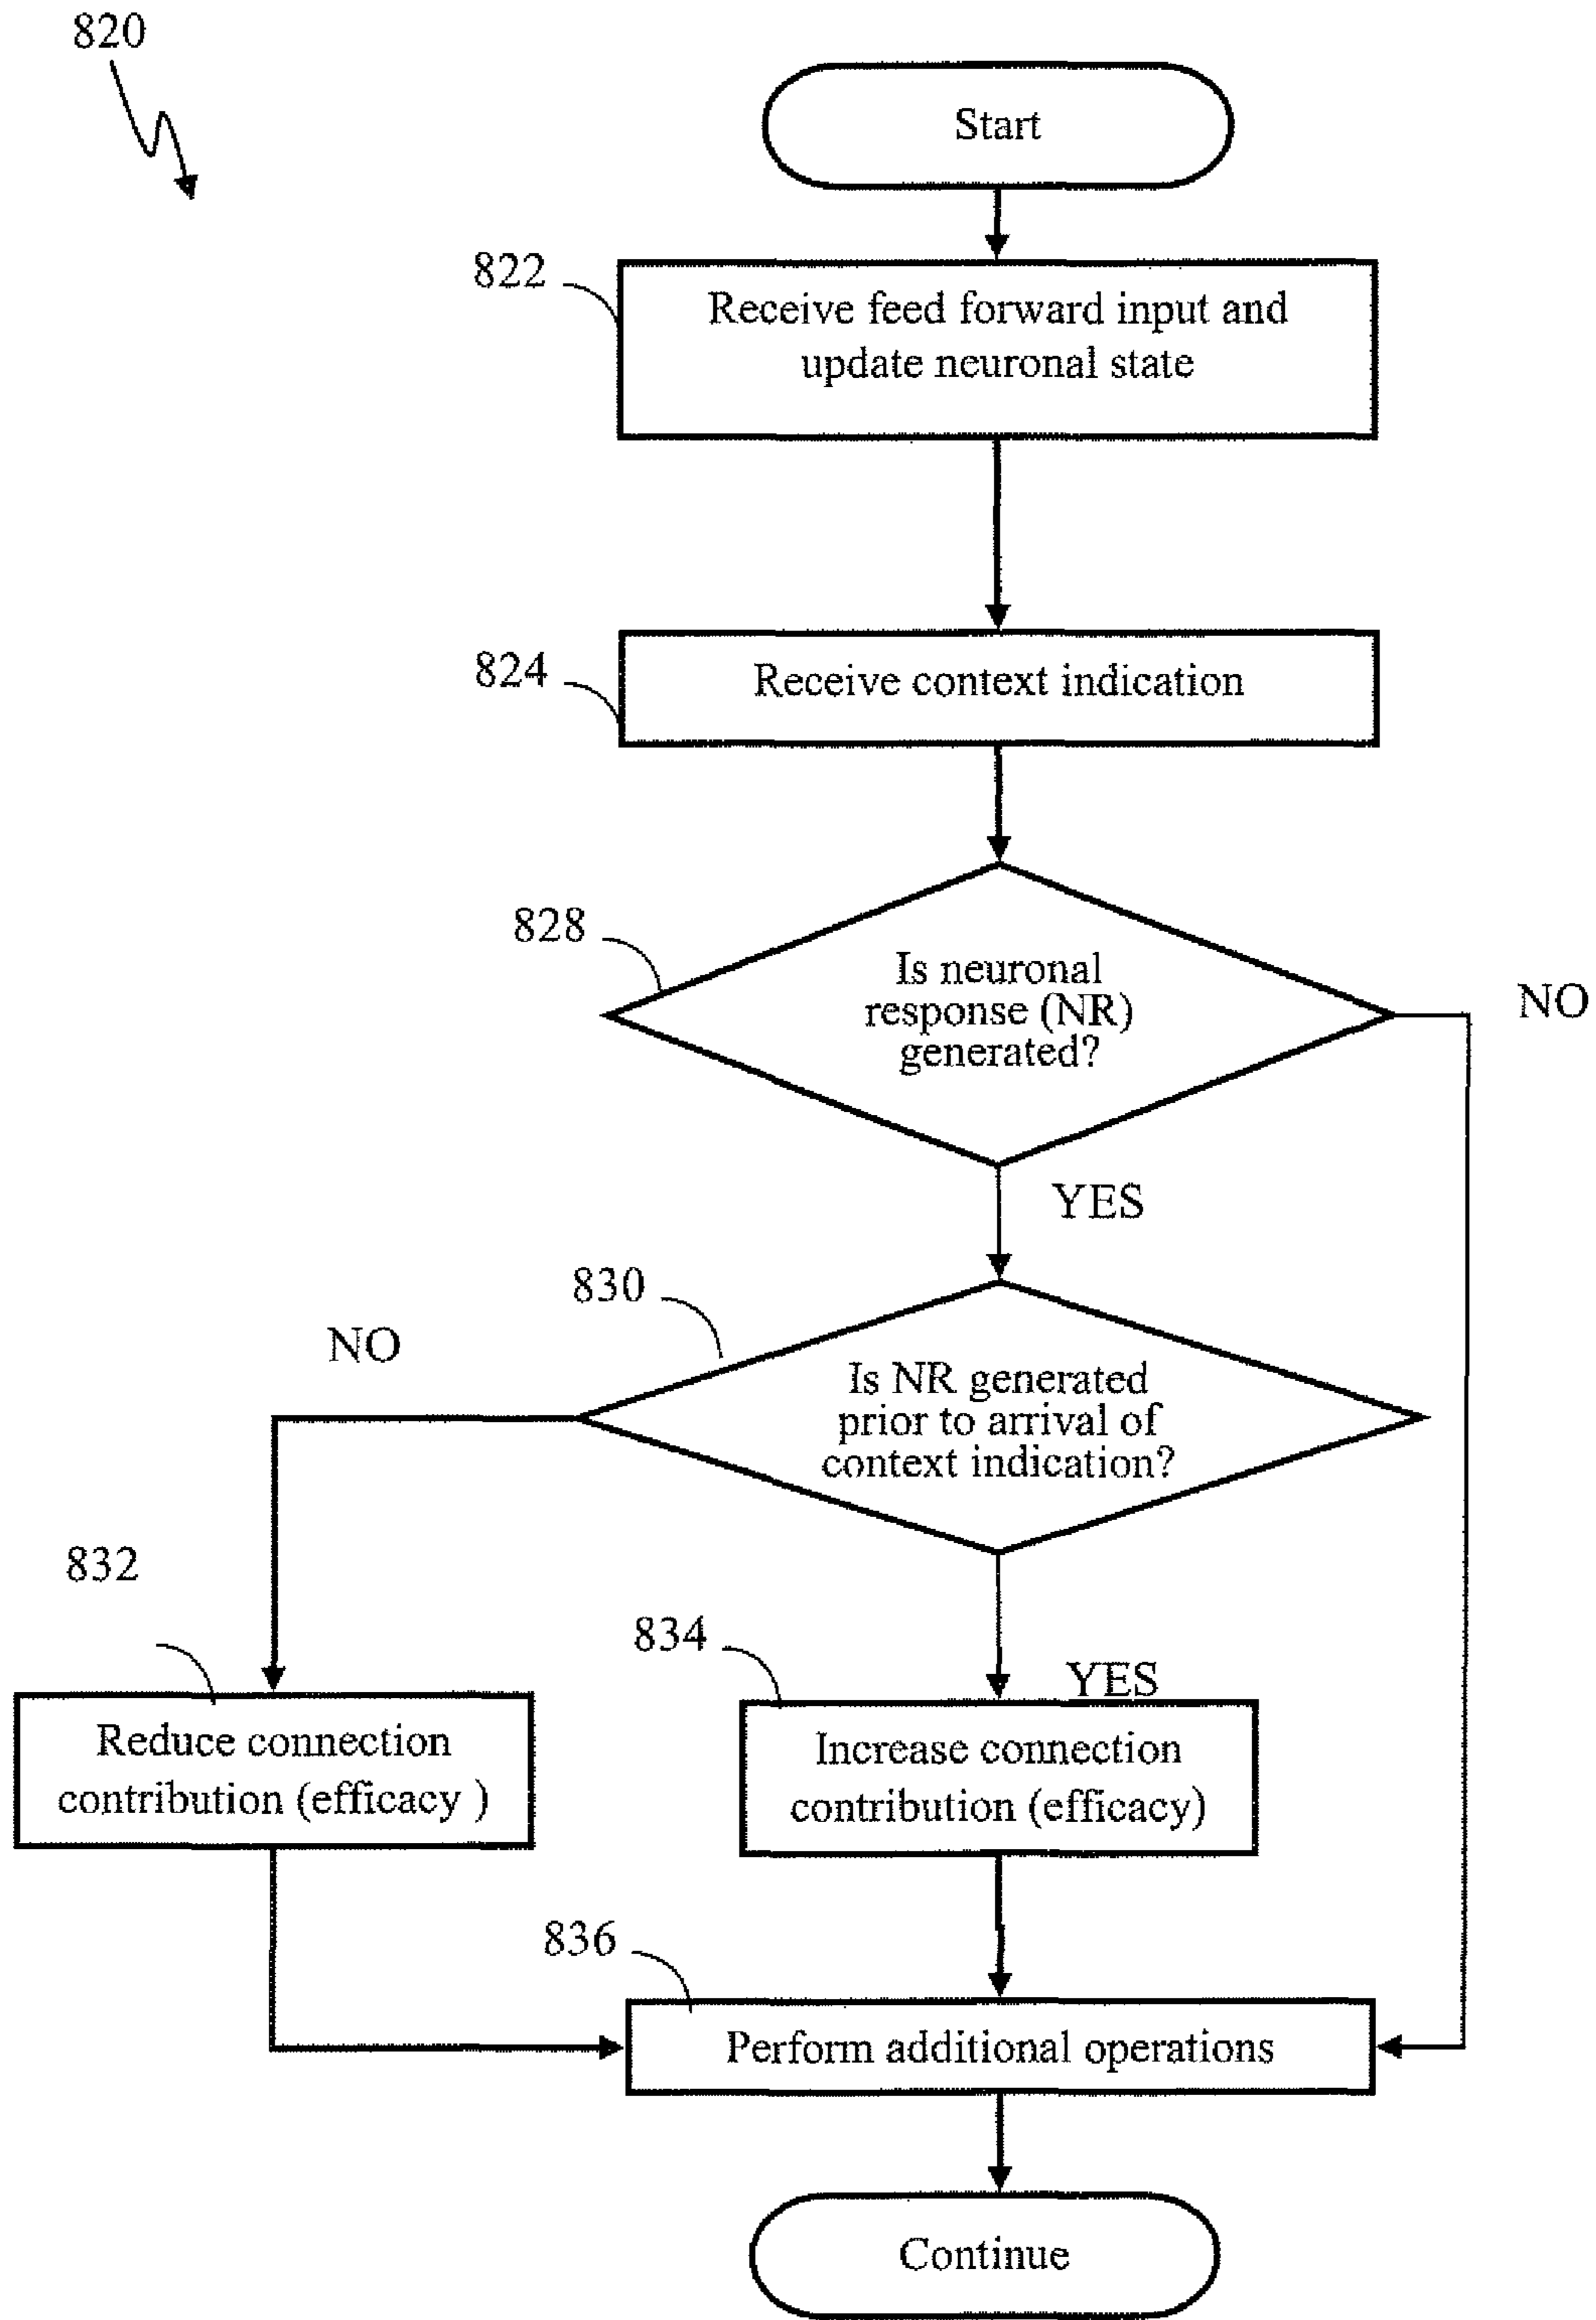 820
Start
822
Receive feed forward input and
update neuronal state
824
Receive context indication
828
Is neuronal
response (NR)
generated?
NO
YES
830
NO
Is NR generated
prior to arrival of
context indication?
832
834
YES
Reduce connection
contribution (efficacy )
Increase connection
contribution (efficacy)
836
Perform additional operations
Continue